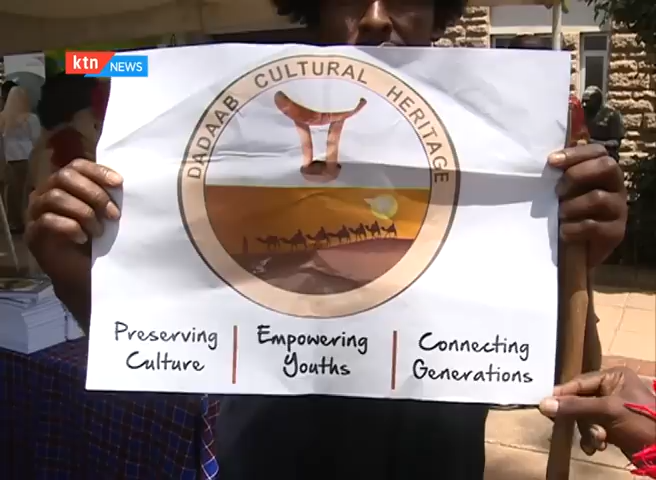 ktn NEWS
DADAAB CULTURAL HERITAGE
Preserving
Culture
Empowering
Youths
Connecting
Generations